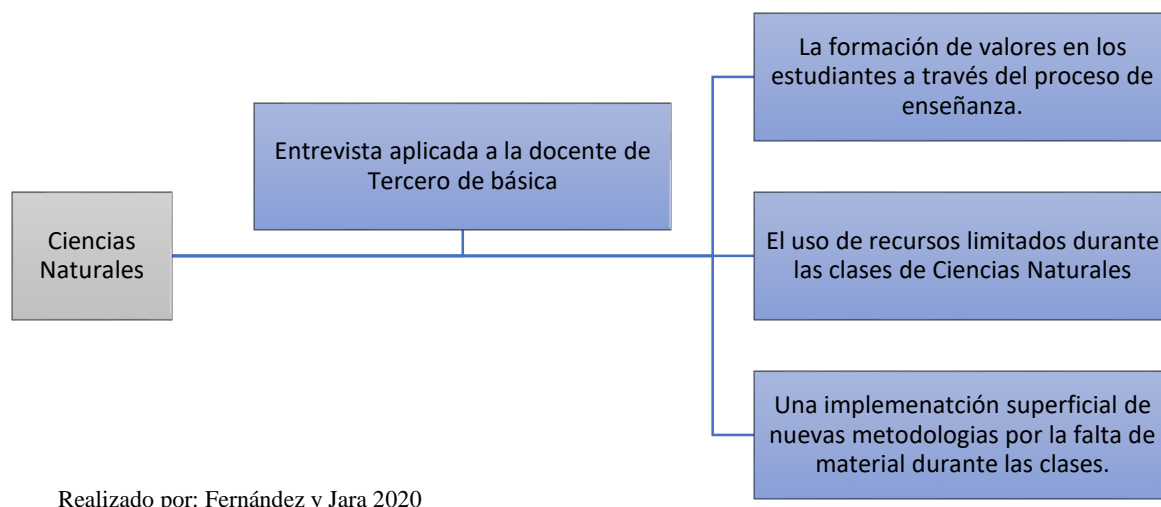 La formación de valores en los
estudiantes a través del proceso de
enseñanza.
Entrevista aplicada a la docente de
Tercero de básica
Ciencias
Naturales
El uso de recursos limitados durante
las clases de Ciencias Naturales
Una implemenatción superficial de
nuevas metodologias por la falta de
material durante las clases.
Realizado por: Fernández y Jara 2020